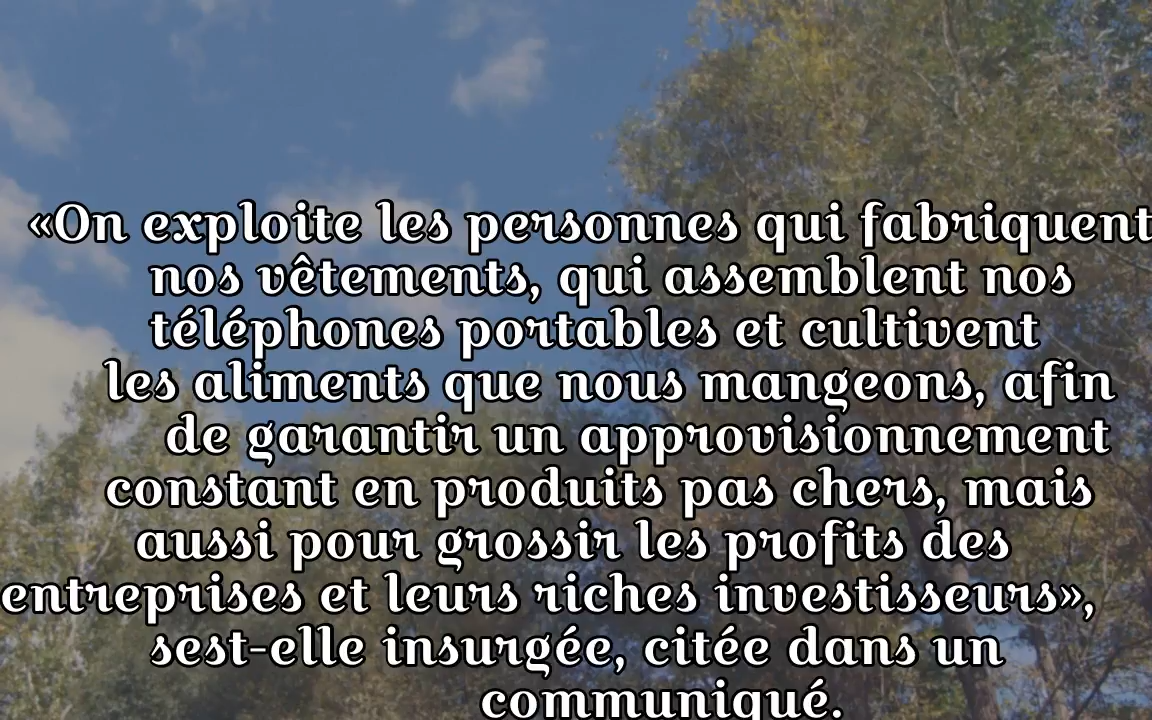 «On exploite les personnes qui fabriquent
nos vêtements, qui assemblent nos
téléphones portables et cultivent
les aliments que nous mangeons, afin
de garantir un approvisionnement
constant en produits pas chers, mais
aussi pour grossir les profits des
entreprises et leurs riches investisseurs»,
sest-elle insurgée, citée dans un
communiqué.